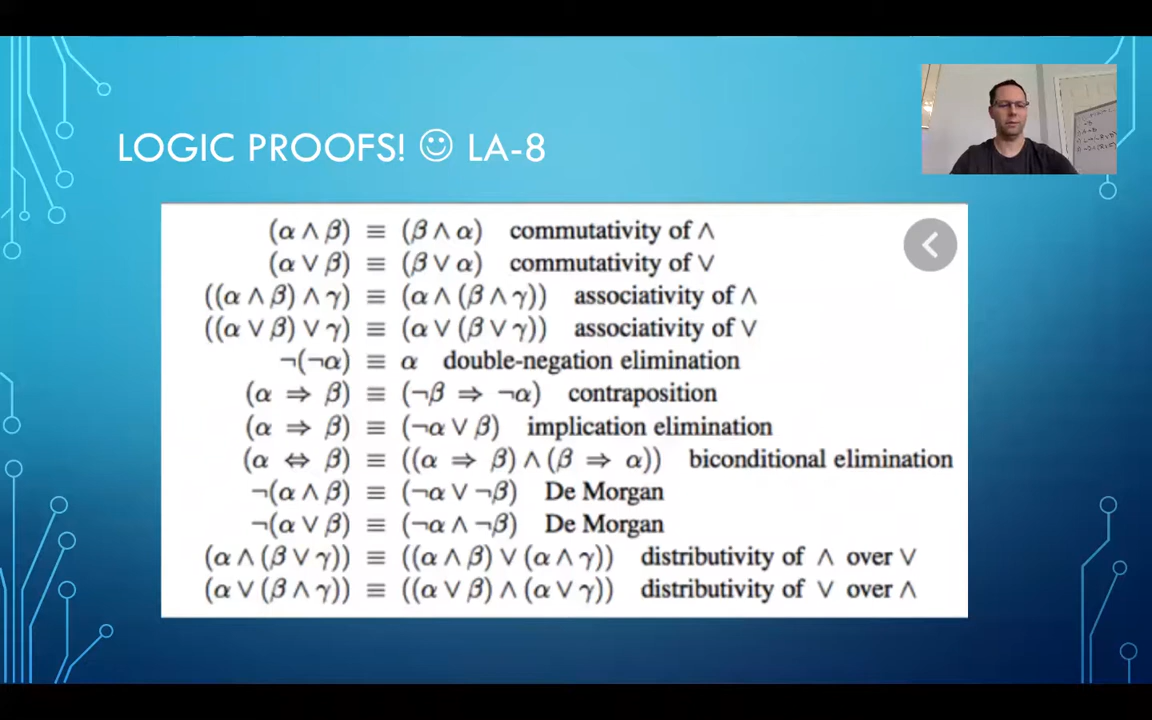 LOGIC PROOFS! ☺ LA-8
(α ∧ β) ≡ (β ∧ α) commutativity of ∧
(α ∨ β) ≡ (β ∨ α) commutativity of ∨
((α ∧ β) ∧ γ) ≡ (α ∧ (β ∧ γ)) associativity of ∧
((α ∨ β) ∨ γ) ≡ (α ∨ (β ∨ γ)) associativity of ∨
¬(¬α) ≡ α double-negation elimination
(α ⇒ β) ≡ (¬β ⇒ ¬α) contraposition
(α ⇒ β) ≡ (¬α ∨ β) implication elimination
(α ⇔ β) ≡ ((α ⇒ β) ∧ (β ⇒ α)) biconditional elimination
¬(α ∧ β) ≡ (¬α ∨ ¬β) De Morgan
¬(α ∨ β) ≡ (¬α ∧ ¬β) De Morgan
(α ∧ (β ∨ γ)) ≡ ((α ∧ β) ∨ (α ∧ γ)) distributivity of ∧ over ∨
(α ∨ (β ∧ γ)) ≡ ((α ∨ β) ∧ (α ∨ γ)) distributivity of ∨ over ∧